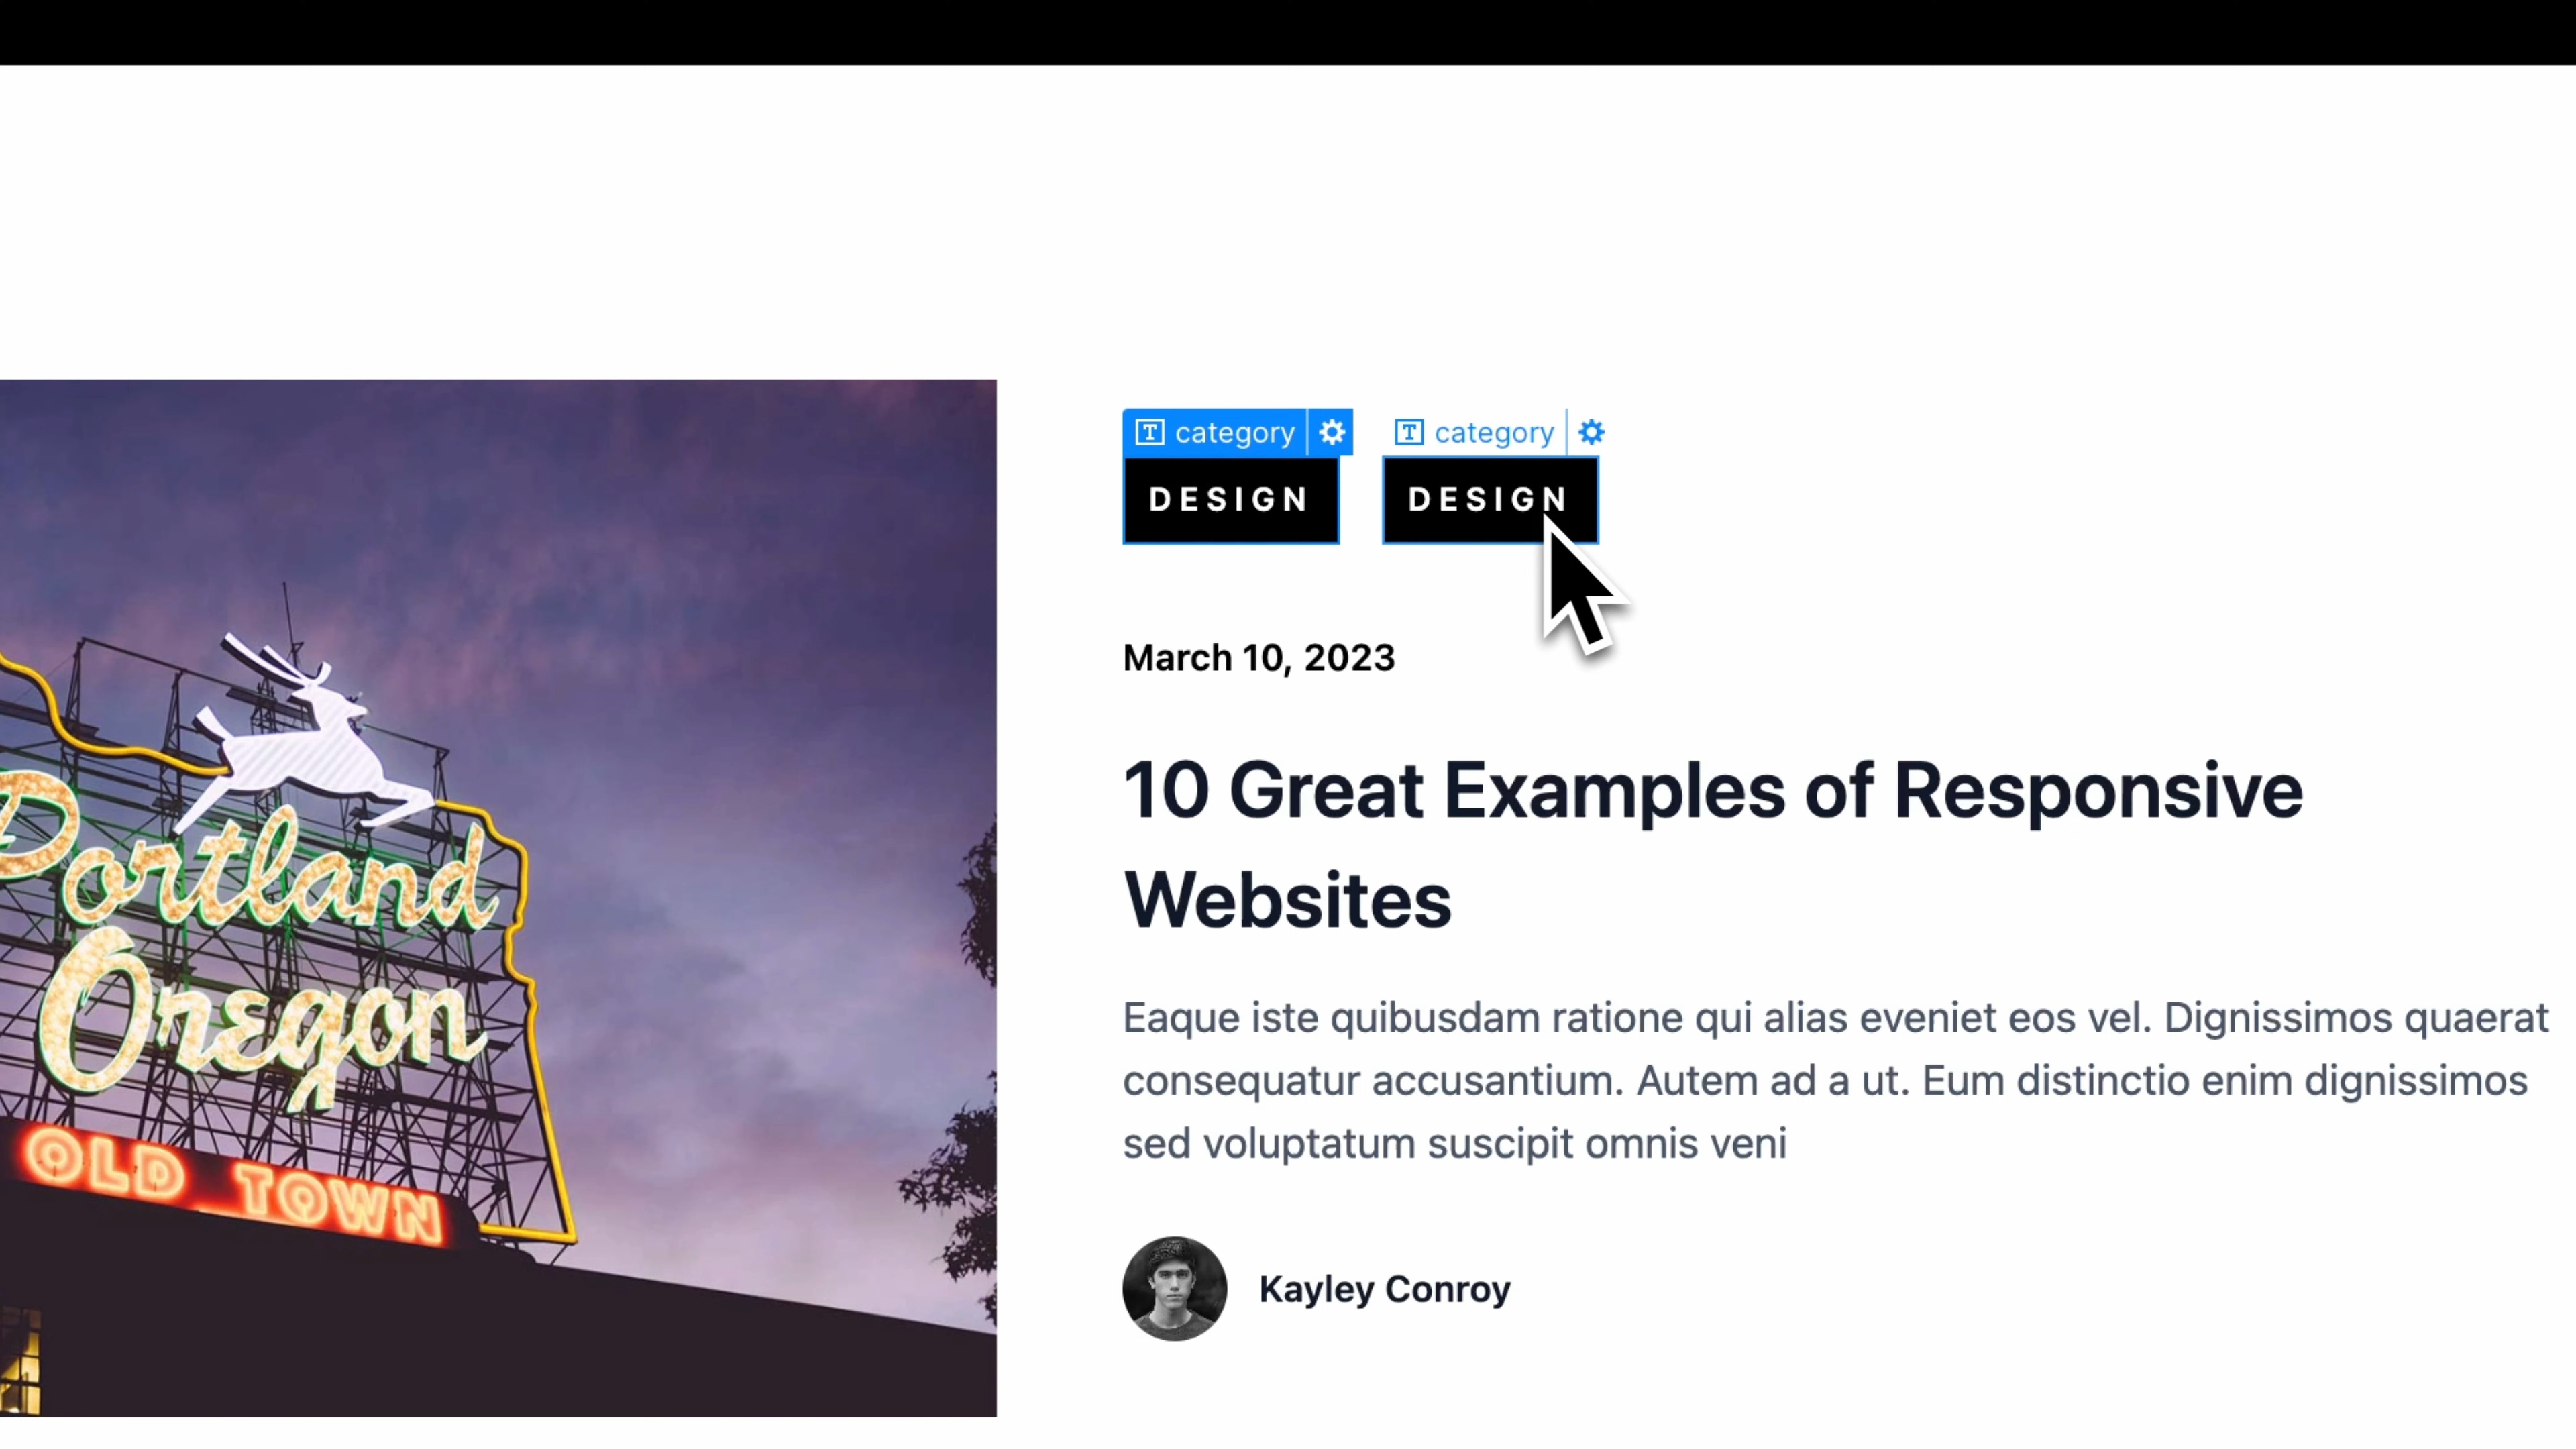 category category
DESIGN DESIGN
March 10, 2023
10 Great Examples of Responsive
Websites
Eaque iste quibusdam ratione qui alias eveniet eos vel. Dignissimos quaerat
consequatur accusantium. Autem ad a ut. Eum distinctio enim dignissimos
sed voluptatum suscipit omnis veni
Kayley Conroy
Portland
Oregon
OLD TOWN